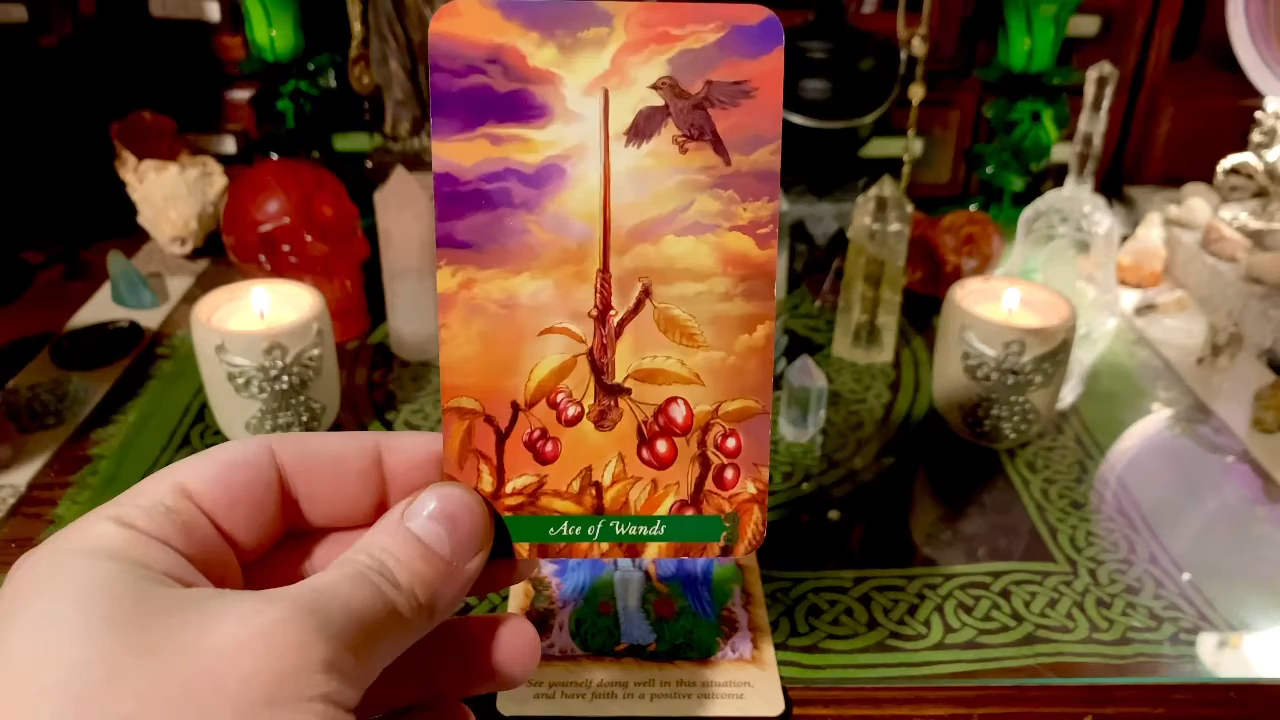 Ace of Wands
See yourself doing well in this situation,
and have faith in a positive outcome.